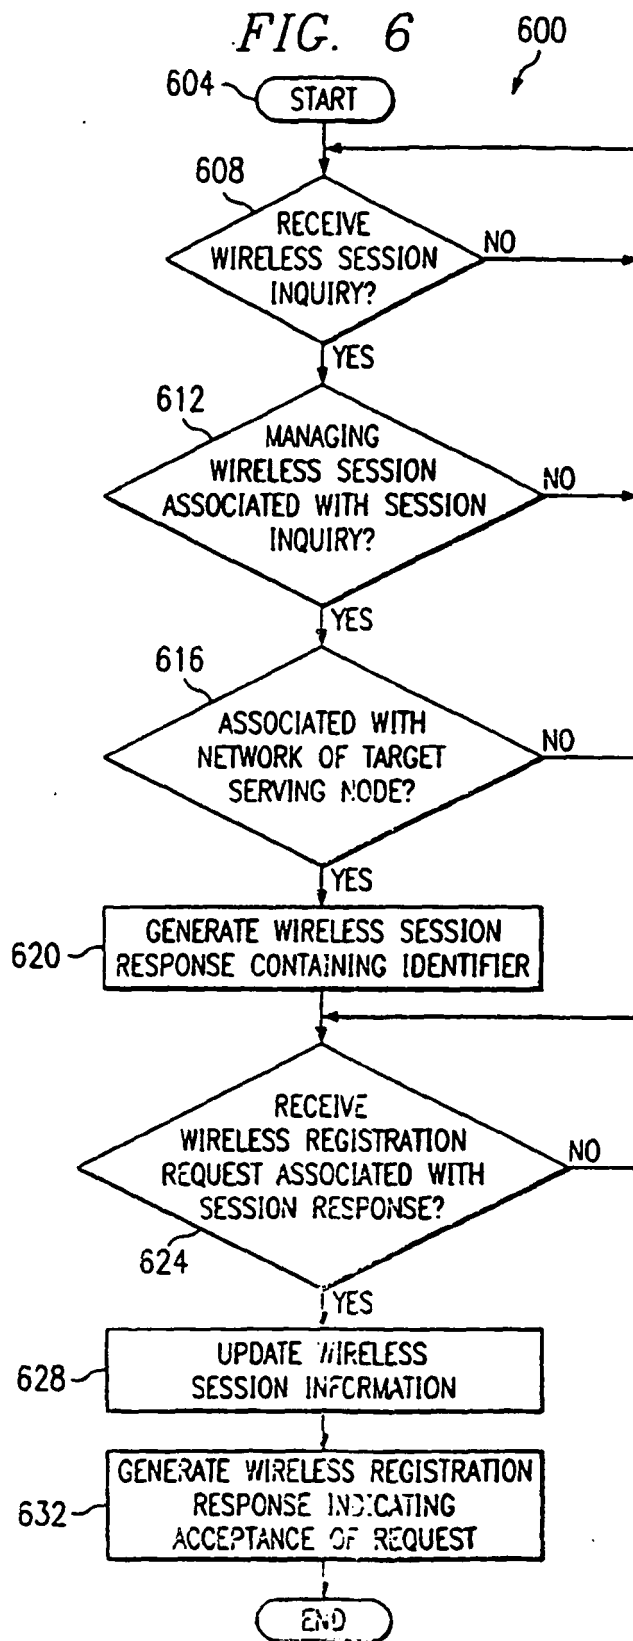 FIG. 6
600
604
START
608
RECEIVE
WIRELESS SESSION
INQUIRY?
NO
YES
612
MANAGING
WIRELESS SESSION
ASSOCIATED WITH SESSION
INQUIRY?
NO
YES
616
ASSOCIATED WITH
NETWORK OF TARGET
SERVING NODE?
NO
YES
620
GENERATE WIRELESS SESSION
RESPONSE CONTAINING IDENTIFIER
RECEIVE
WIRELESS REGISTRATION
REQUEST ASSOCIATED WITH
SESSION RESPONSE?
NO
624
YES
628
UPDATE WIRELESS
SESSION INFORMATION
632
GENERATE WIRELESS REGISTRATION
RESPONSE INDICATING
ACCEPTANCE OF REQUEST
END